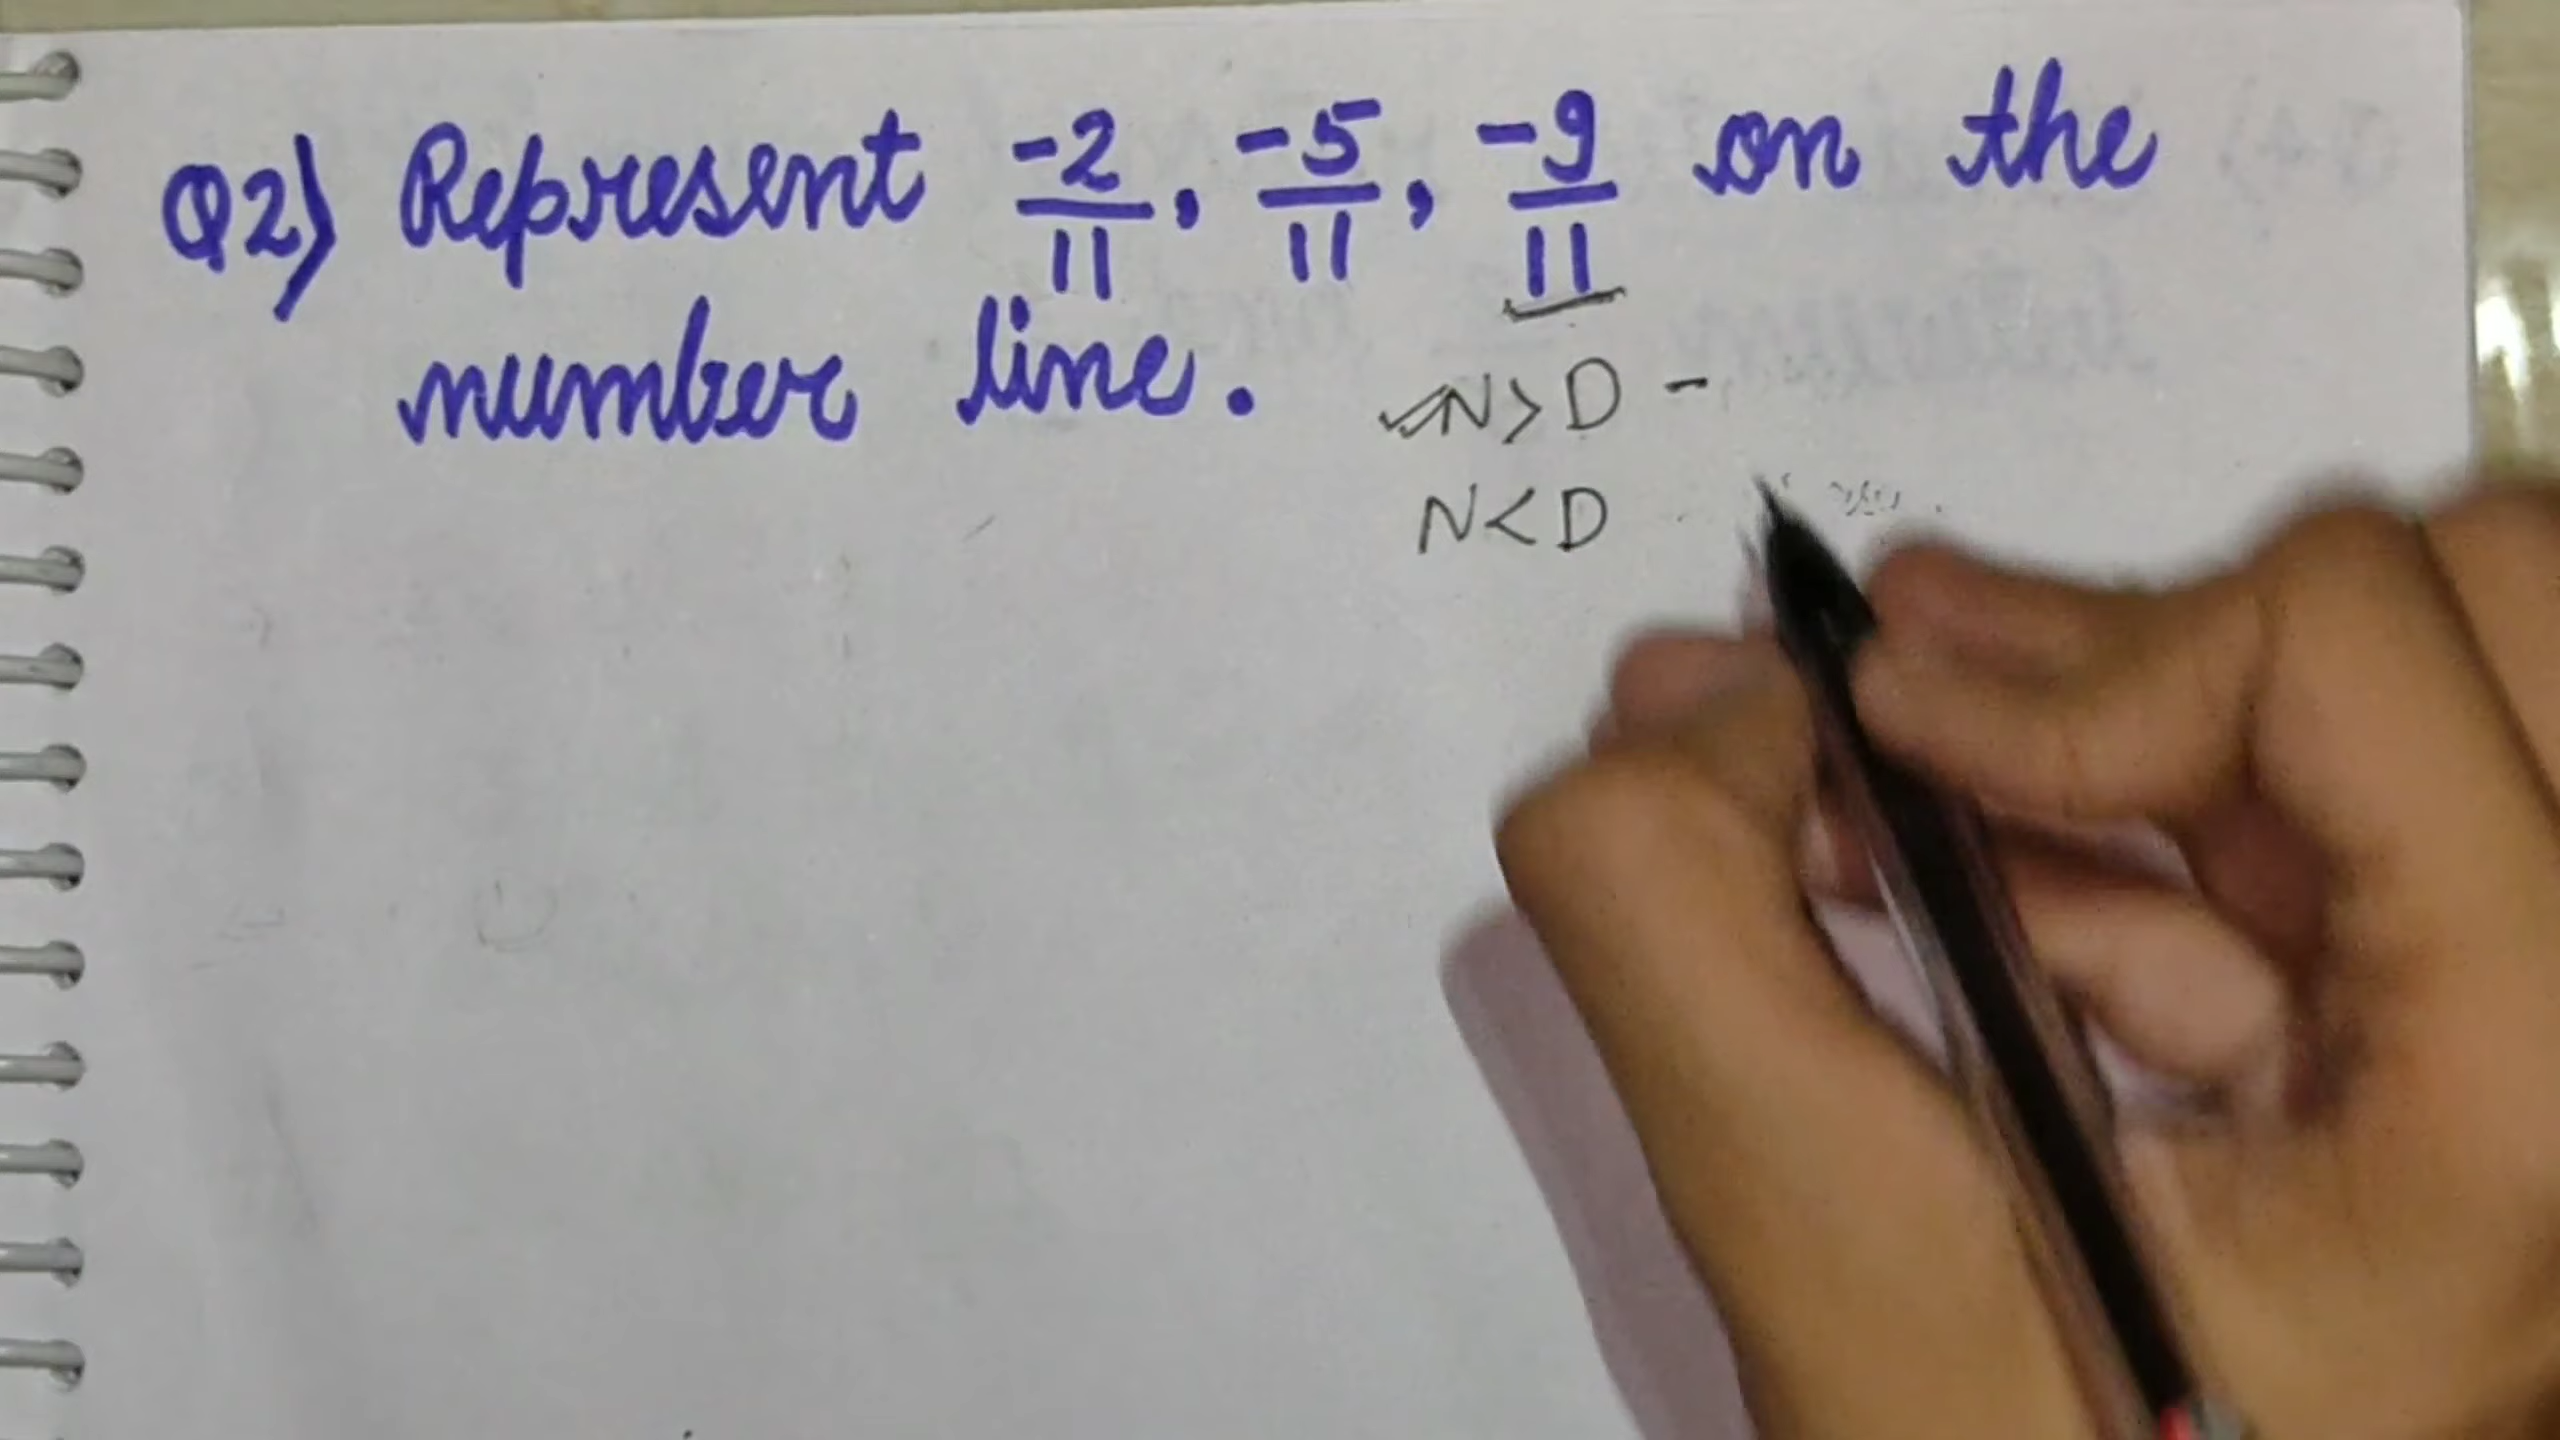 Q2) Represent -2/11, -5/11, -9/11 on the
number line.
N>D -
N<D